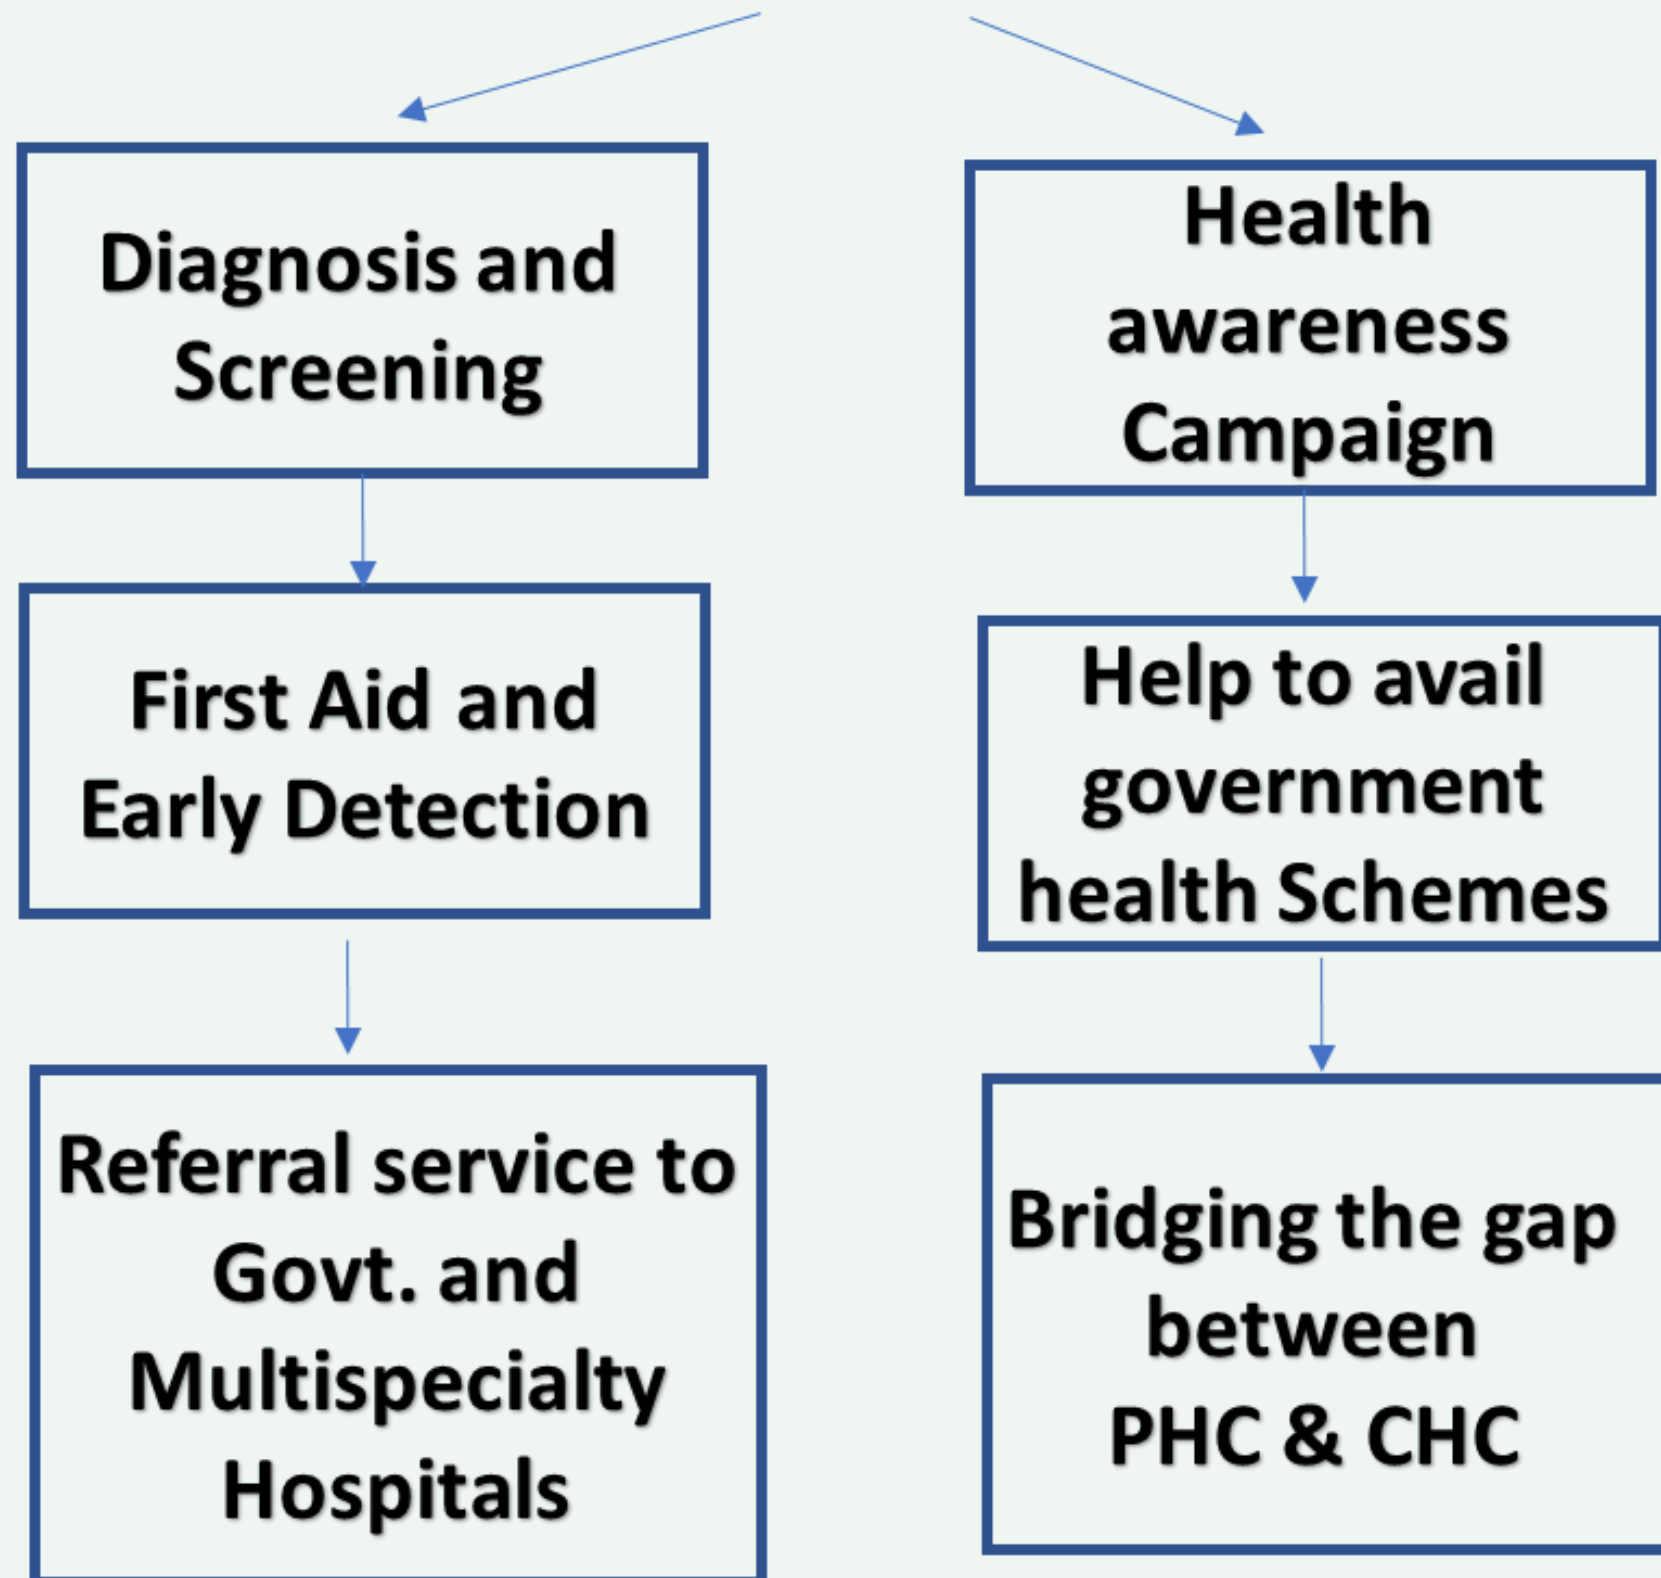 Diagnosis and
Screening
First Aid and
Early Detection
Referral service to
Govt. and
Multispecialty
Hospitals
Health
awareness
Campaign
Help to avail
government
health Schemes
Bridging the gap
between
PHC & CHC